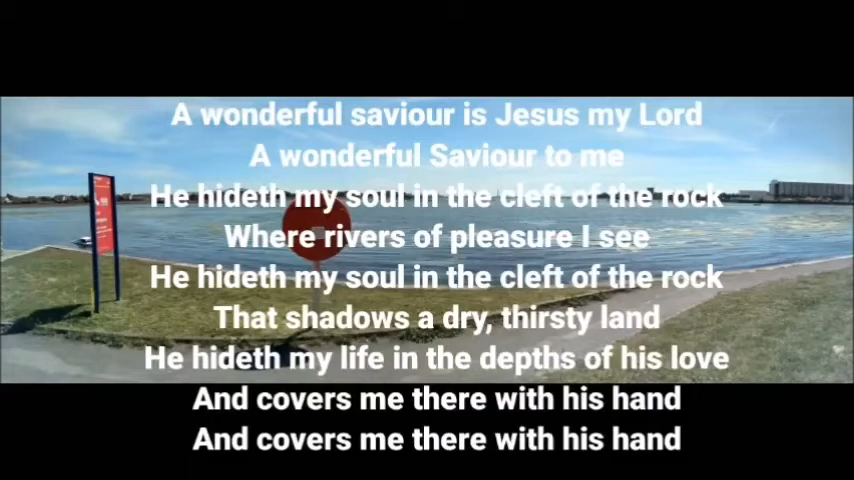 A wonderful saviour is Jesus my Lord
A wonderful Saviour to me
He hideth my soul in the cleft of the rock
Where rivers of pleasure I see
He hideth my soul in the cleft of the rock
That shadows a dry, thirsty land
He hideth my life in the depths of his love
And covers me there with his hand
And covers me there with his hand